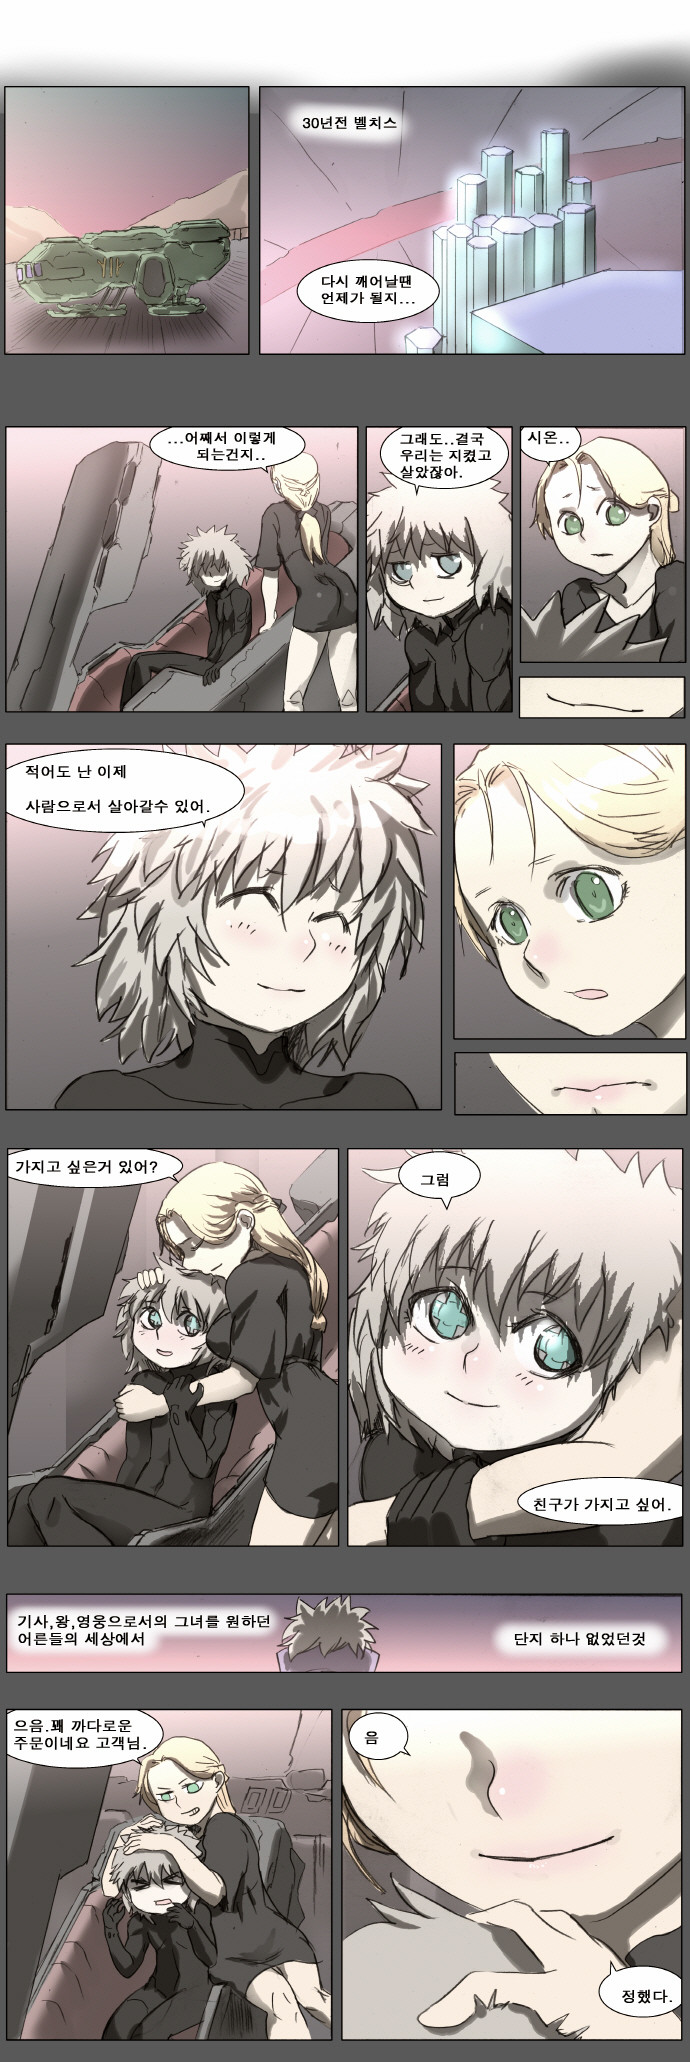 30년전 벨치스
다시 깨어날땐
언제가 될지...
...어째서 이렇게
되는건지..
그래도..결국
우리는 지켰고
살았잖아.
시온..
적어도 난 이제
사람으로서 살아갈수 있어.
가지고 싶은거 있어?
그럼
친구가 가지고 싶어.
기사,왕,영웅으로서의 그녀를 원하던
어른들의 세상에서
단지 하나 없었던것
으음.꽤 까다로운
주문이네요 고객님.
음
정했다.